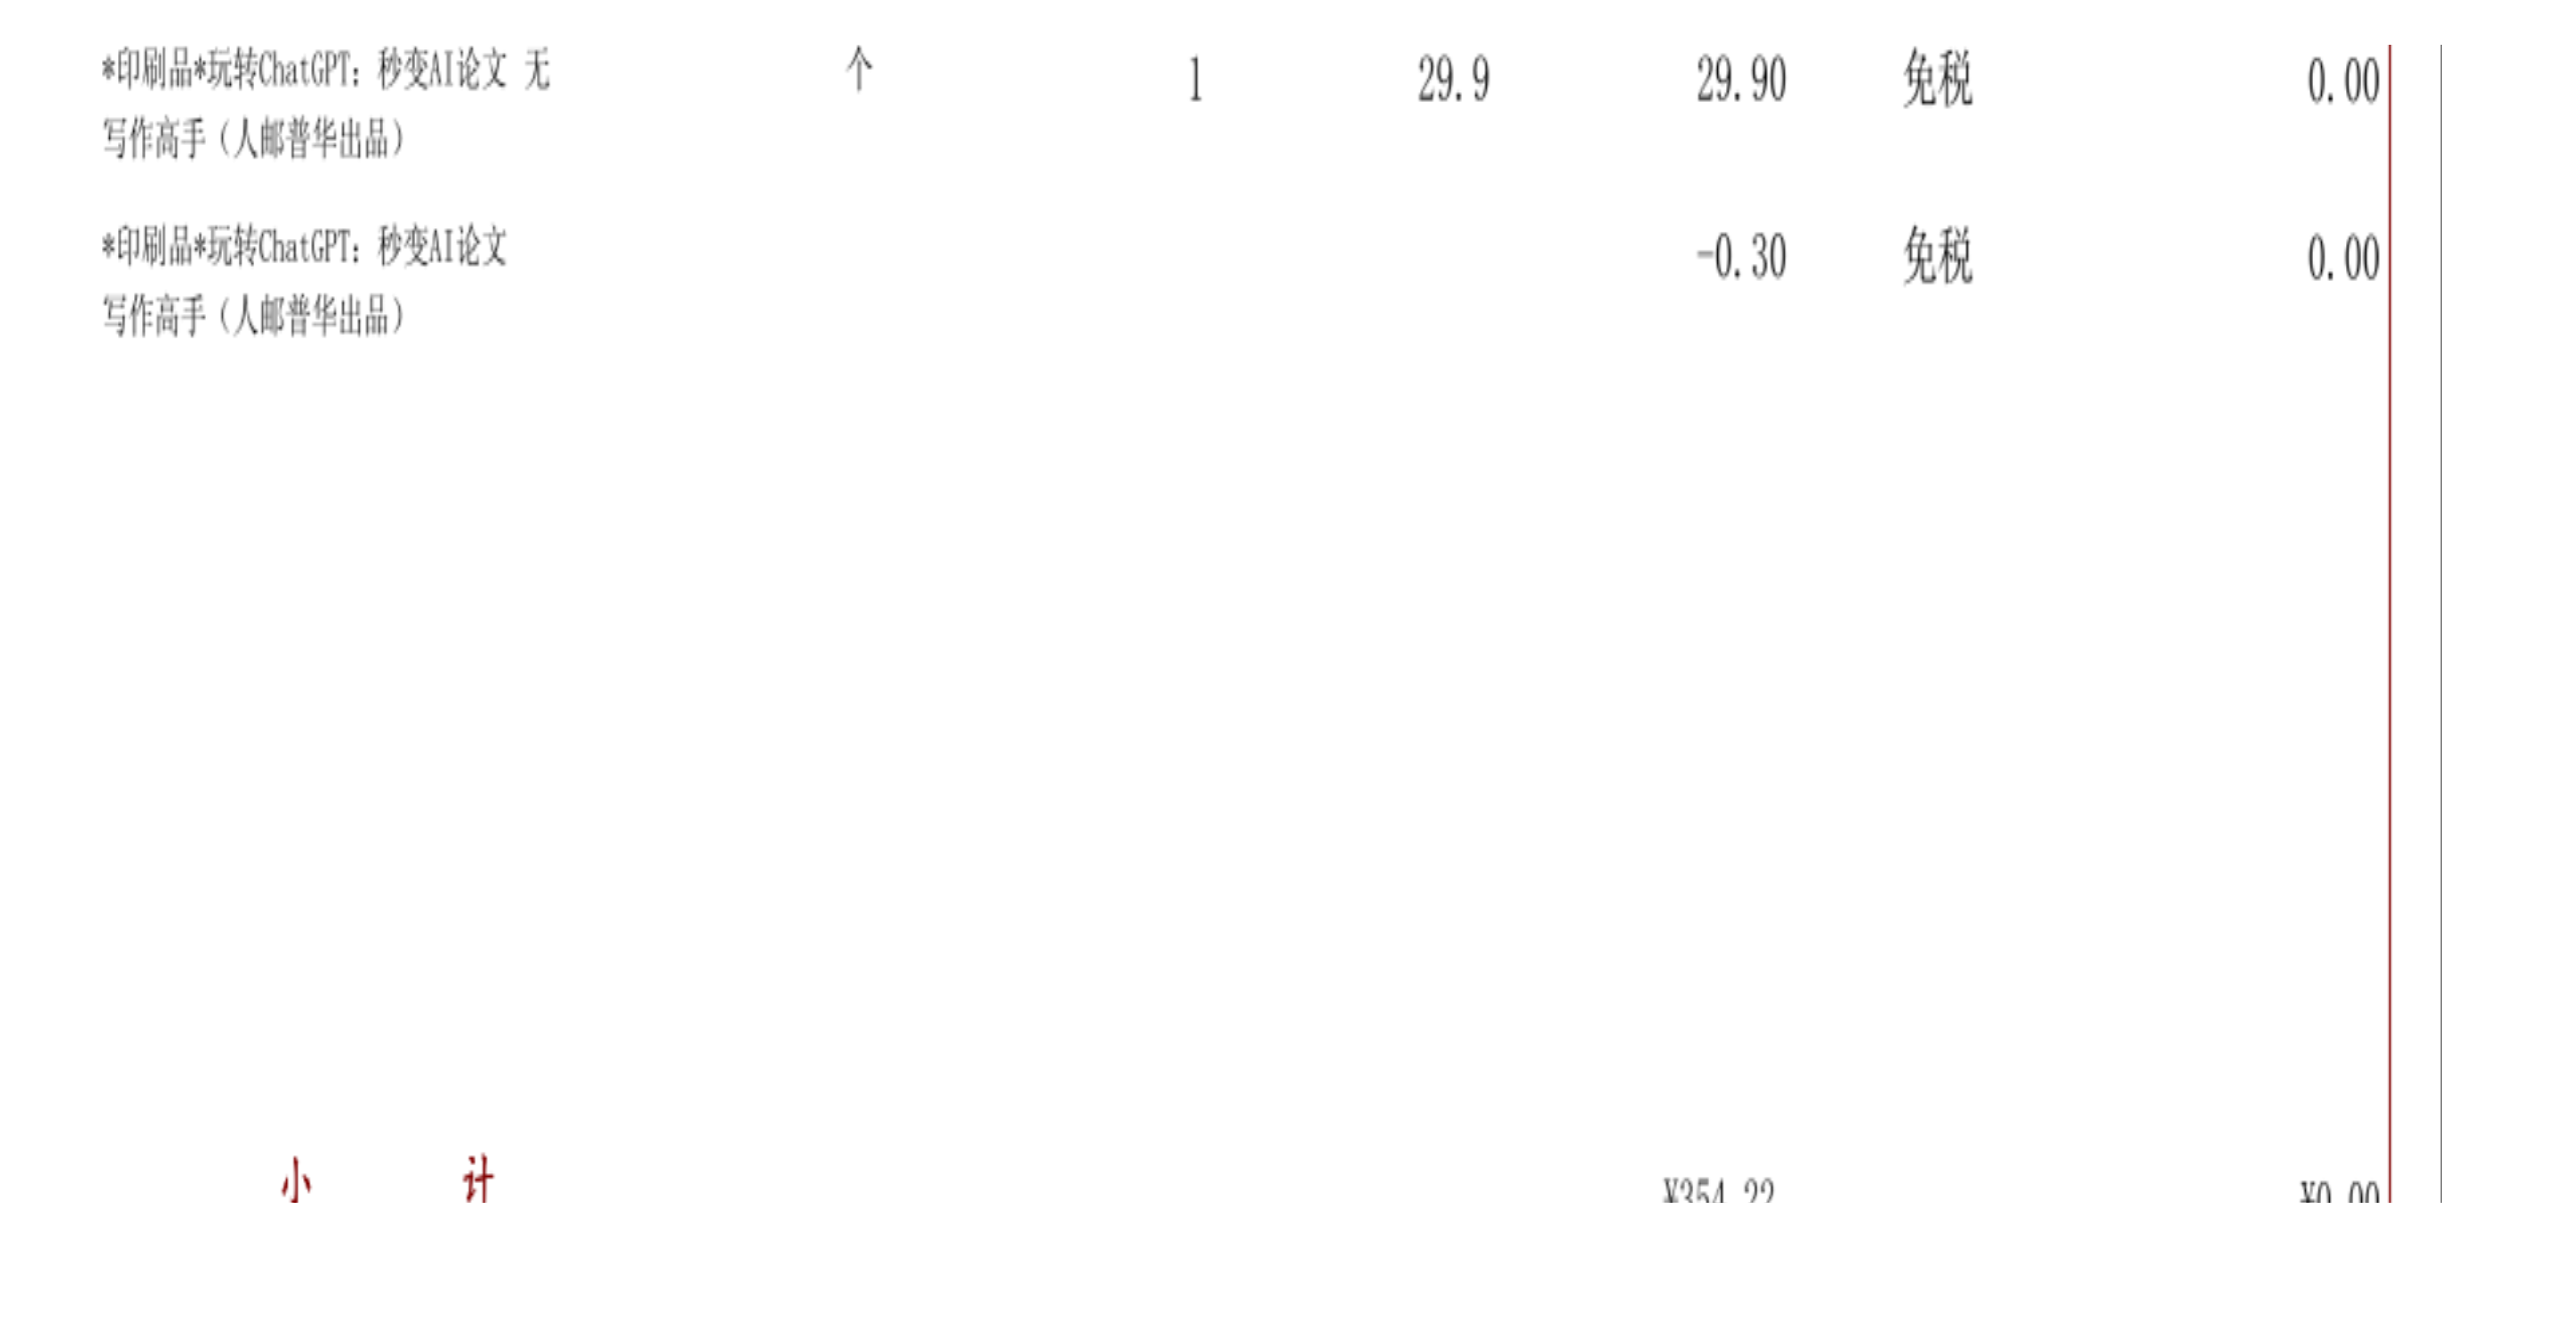 *印刷品*玩转ChatGPT：秒变AI论文 无 个 1 29.9 29.90 免税 0.00
写作高手（人邮普华出品）
*印刷品*玩转ChatGPT：秒变AI论文 -0.30 免税 0.00
写作高手（人邮普华出品）
小 计 ¥354.22 ¥0.00